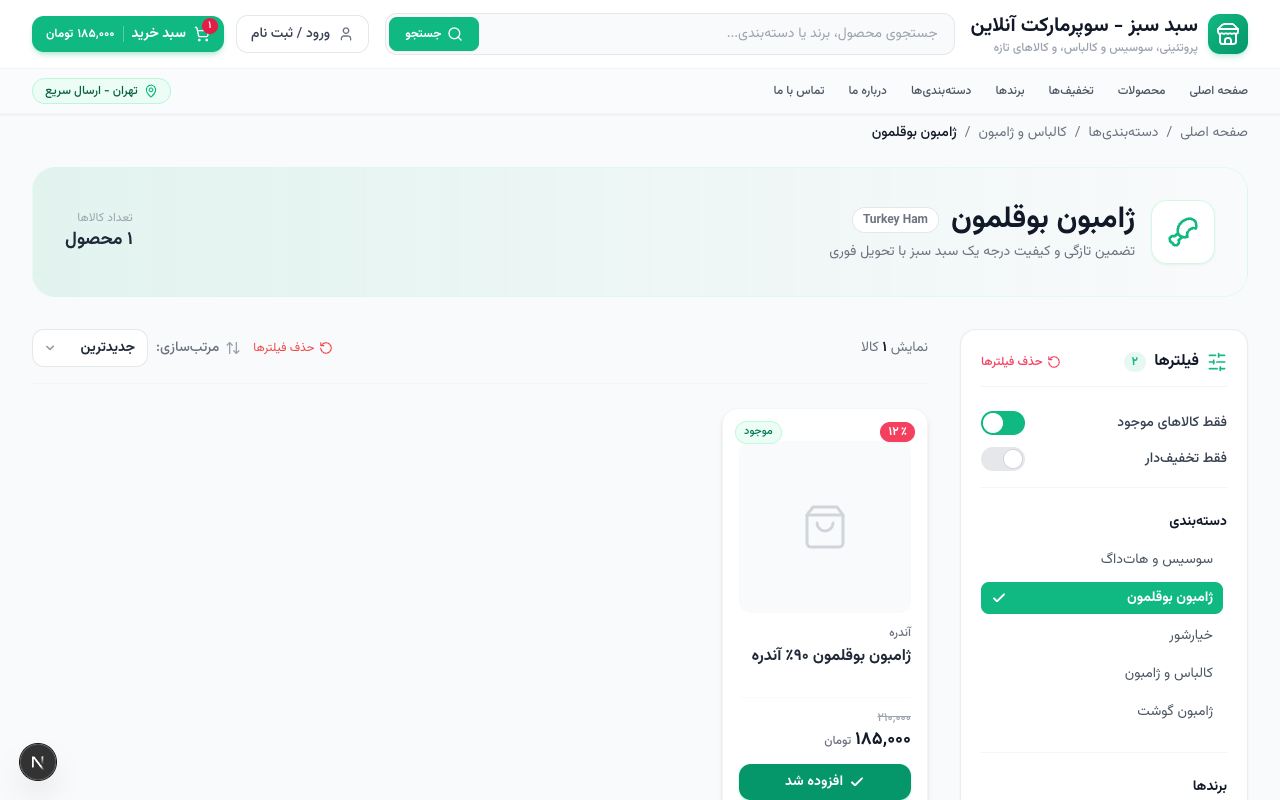 سبد سبز - سوپرمارکت آنلاین
پروتئینی، سوسیس و کالباس، و کالاهای تازه
جستجوی محصول، برند یا دسته‌بندی...
جستجو
ورود / ثبت نام
سبد خرید
۱۸۵٬۰۰۰ تومان
۱
صفحه اصلی
محصولات
تخفیف‌ها
برندها
دسته‌بندی‌ها
درباره ما
تماس با ما
تهران - ارسال سریع
صفحه اصلی / دسته‌بندی‌ها / کالباس و ژامبون / ژامبون بوقلمون
ژامبون بوقلمون
Turkey Ham
تضمین تازگی و کیفیت درجه یک سبد سبز با تحویل فوری
تعداد کالاها
۱ محصول
فیلترها
۲
حذف فیلترها
فقط کالاهای موجود
فقط تخفیف‌دار
دسته‌بندی
سوسیس و هات‌داگ
ژامبون بوقلمون
خیارشور
کالباس و ژامبون
ژامبون گوشت
برندها
نمایش ۱ کالا
حذف فیلترها
مرتب‌سازی:
جدیدترین
۱۲٪
موجود
آندره
ژامبون بوقلمون ۹۰٪ آندره
۲۱۰,۰۰۰
۱۸۵,۰۰۰ تومان
افزوده شد
N